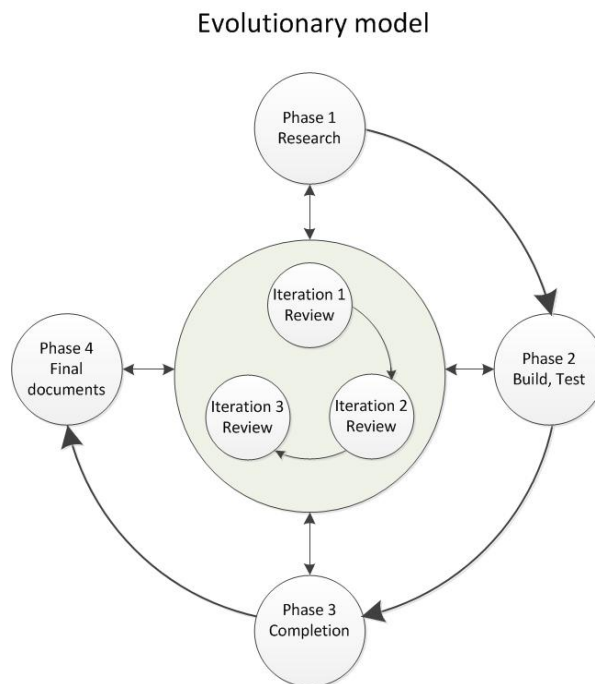 Evolutionary model
Phase 1
Research
Iteration 1
Review
Phase 4
Final
documents
Phase 2
Build, Test
Iteration 3
Review
Iteration 2
Review
Phase 3
Completion